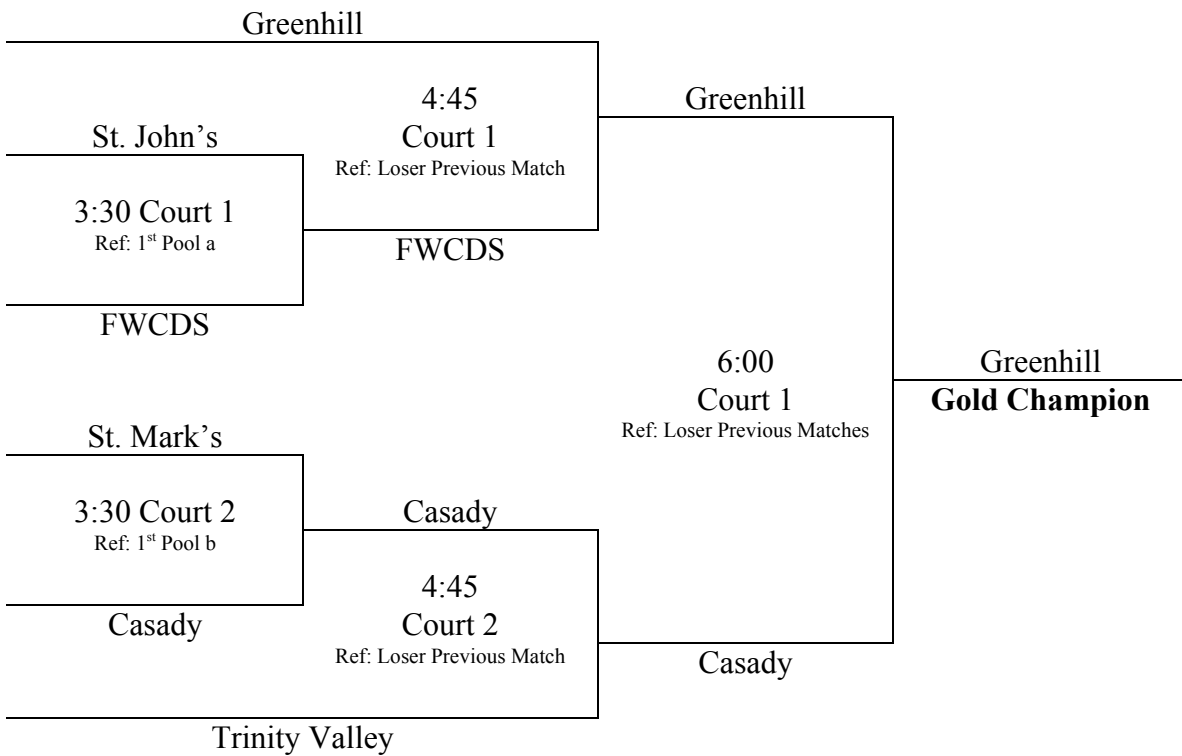 Greenhill
4:45
Court 1
Ref: Loser Previous Match
Greenhill
St. John’s
3:30 Court 1
Ref: 1st Pool a
FWCDS
FWCDS
6:00
Court 1
Ref: Loser Previous Matches
Greenhill
Gold Champion
St. Mark’s
3:30 Court 2
Ref: 1st Pool b
Casady
Casady
4:45
Court 2
Ref: Loser Previous Match
Casady
Trinity Valley